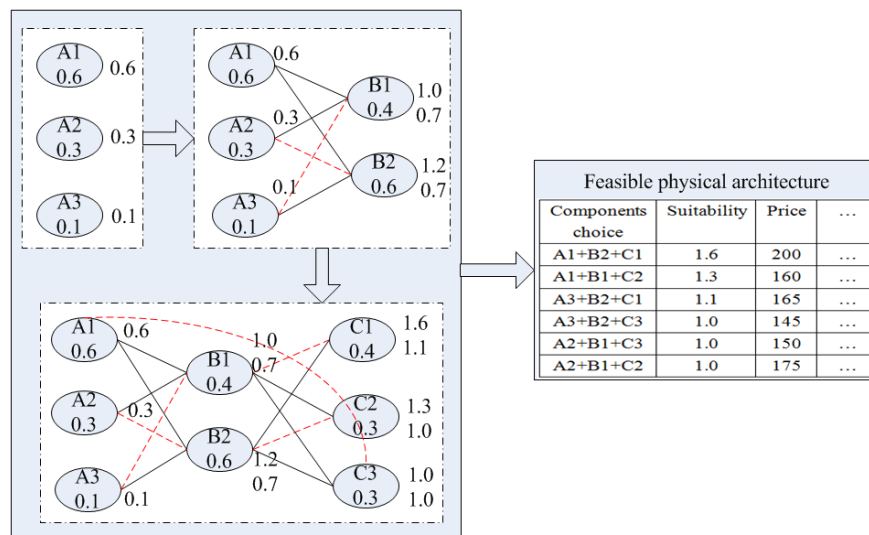 A1
0.6
0.6
A2
0.3
0.3
A3
0.1
0.1
A1
0.6
0.6
A2
0.3
0.3
A3
0.1
0.1
B1
0.4
1.0
0.7
B2
0.6
1.2
0.7
A1
0.6
0.6
A2
0.3
0.3
A3
0.1
0.1
B1
0.4
1.0
0.7
B2
0.6
1.2
0.7
C1
0.4
1.6
1.1
C2
0.3
1.3
1.0
C3
0.3
1.0
1.0
Feasible physical architecture
Components choice Suitability Price …
A1+B2+C1 1.6 200 …
A1+B1+C2 1.3 160 …
A3+B2+C1 1.1 165 …
A3+B2+C3 1.0 145 …
A2+B1+C3 1.0 150 …
A2+B1+C2 1.0 175 …